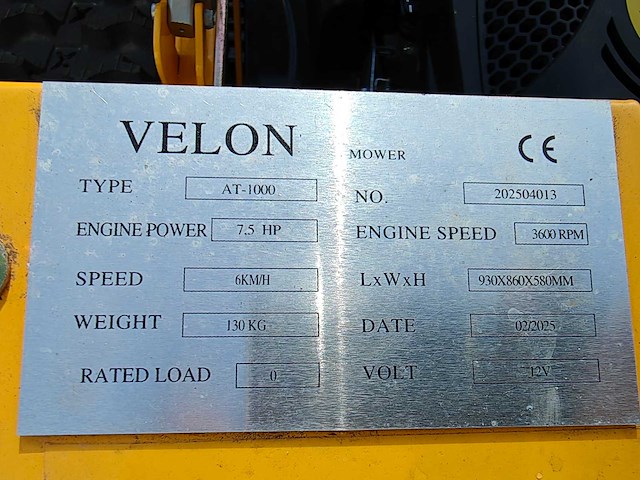 VELON MOWER CE
TYPE AT-1000 NO. 202504013
ENGINE POWER 7.5 HP ENGINE SPEED 3600 RPM
SPEED 6KM/H LxWxH 930X860X580MM
WEIGHT 130 KG DATE 02/2025
RATED LOAD 0 VOLT 12V